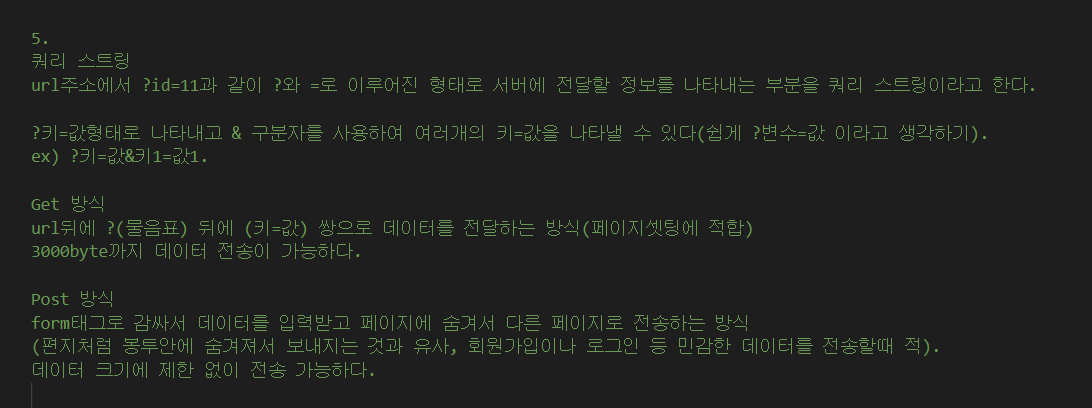 5.
쿼리 스트링
url주소에서 ?id=11과 같이 ?와 =로 이루어진 형태로 서버에 전달할 정보를 나타내는 부분을 쿼리 스트링이라고 한다.
?키=값형태로 나타내고 & 구분자를 사용하여 여러개의 키=값을 나타낼 수 있다(쉽게 ?변수=값 이라고 생각하기).
ex) ?키=값&키1=값1.
Get 방식
url뒤에 ?(물음표) 뒤에 (키=값) 쌍으로 데이터를 전달하는 방식(페이지셋팅에 적합)
3000byte까지 데이터 전송이 가능하다.
Post 방식
form태그로 감싸서 데이터를 입력받고 페이지에 숨겨서 다른 페이지로 전송하는 방식
(편지처럼 봉투안에 숨겨져서 보내지는 것과 유사, 회원가입이나 로그인 등 민감한 데이터를 전송할때 적).
데이터 크기에 제한 없이 전송 가능하다.